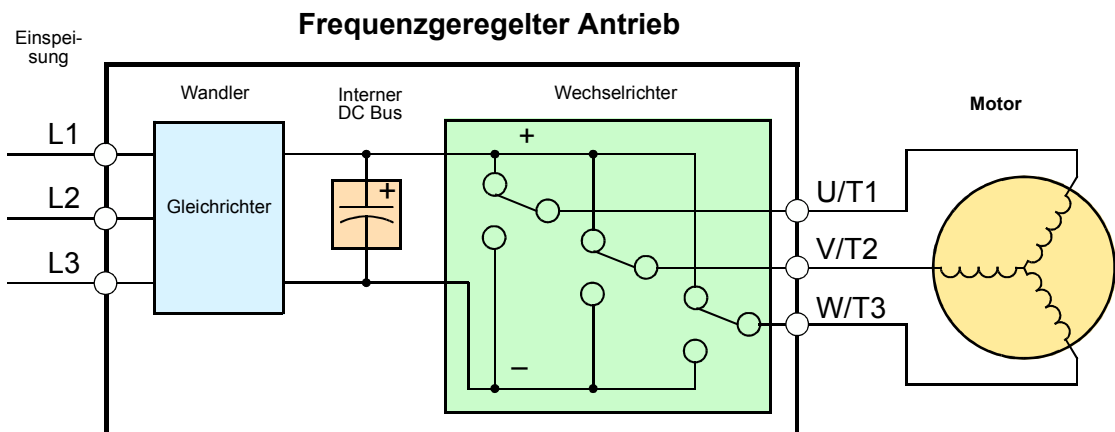 Frequenzgeregelter Antrieb
Einspei-
sung
Wandler
Interner
DC Bus
Wechselrichter
Motor
L1
L2
L3
Gleichrichter
+
+
–
U/T1
V/T2
W/T3